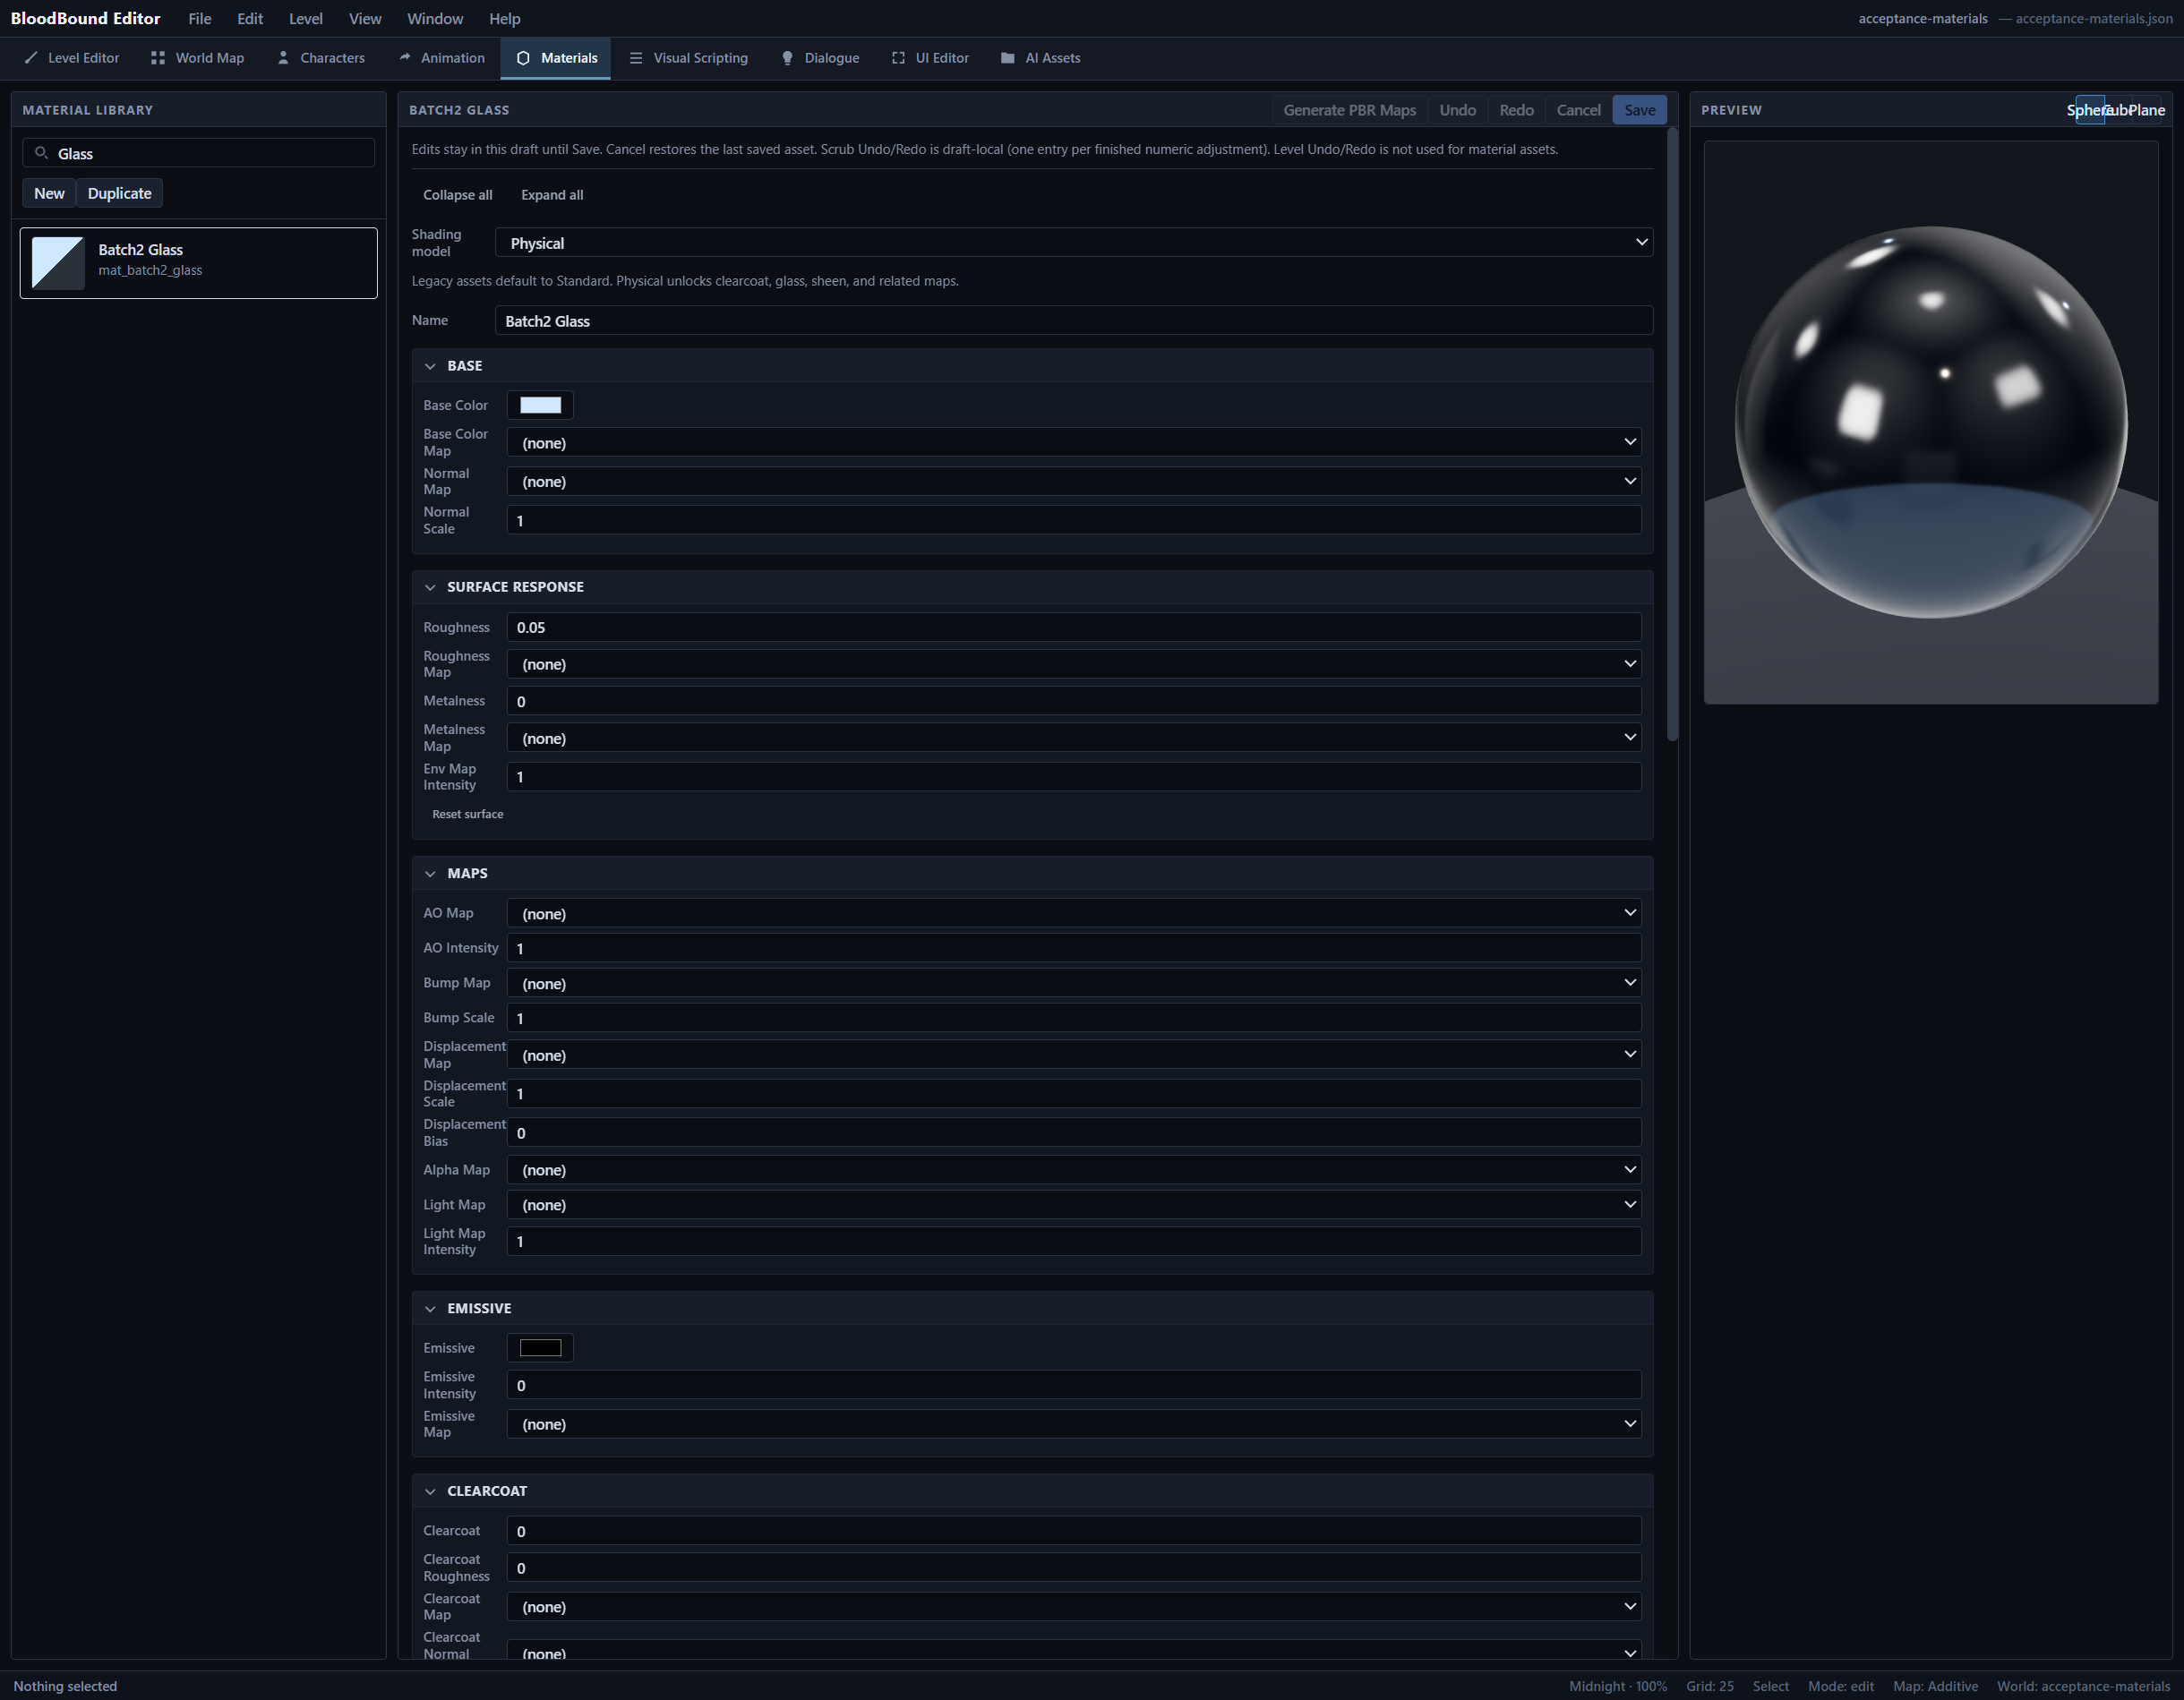 BloodBound Editor File Edit Level View Window Help acceptance-materials — acceptance-materials.json
Level Editor World Map Characters Animation Materials Visual Scripting Dialogue UI Editor AI Assets
MATERIAL LIBRARY
Glass
New Duplicate
Batch2 Glass
mat_batch2_glass
BATCH2 GLASS Generate PBR Maps Undo Redo Cancel Save
Edits stay in this draft until Save. Cancel restores the last saved asset. Scrub Undo/Redo is draft-local (one entry per finished numeric adjustment). Level Undo/Redo is not used for material assets.
Collapse all Expand all
Shading model Physical
Legacy assets default to Standard. Physical unlocks clearcoat, glass, sheen, and related maps.
Name Batch2 Glass
BASE
Base Color
Base Color Map (none)
Normal Map (none)
Normal Scale 1
SURFACE RESPONSE
Roughness 0.05
Roughness Map (none)
Metalness 0
Metalness Map (none)
Env Map Intensity 1
Reset surface
MAPS
AO Map (none)
AO Intensity 1
Bump Map (none)
Bump Scale 1
Displacement Map (none)
Displacement Scale 1
Displacement Bias 0
Alpha Map (none)
Light Map (none)
Light Map Intensity 1
EMISSIVE
Emissive
Emissive Intensity 0
Emissive Map (none)
CLEARCOAT
Clearcoat 0
Clearcoat Roughness 0
Clearcoat Map (none)
Clearcoat Normal (none)
PREVIEW Plane
Nothing selected Midnight · 100% Grid: 25 Select Mode: edit Map: Additive World: acceptance-materials